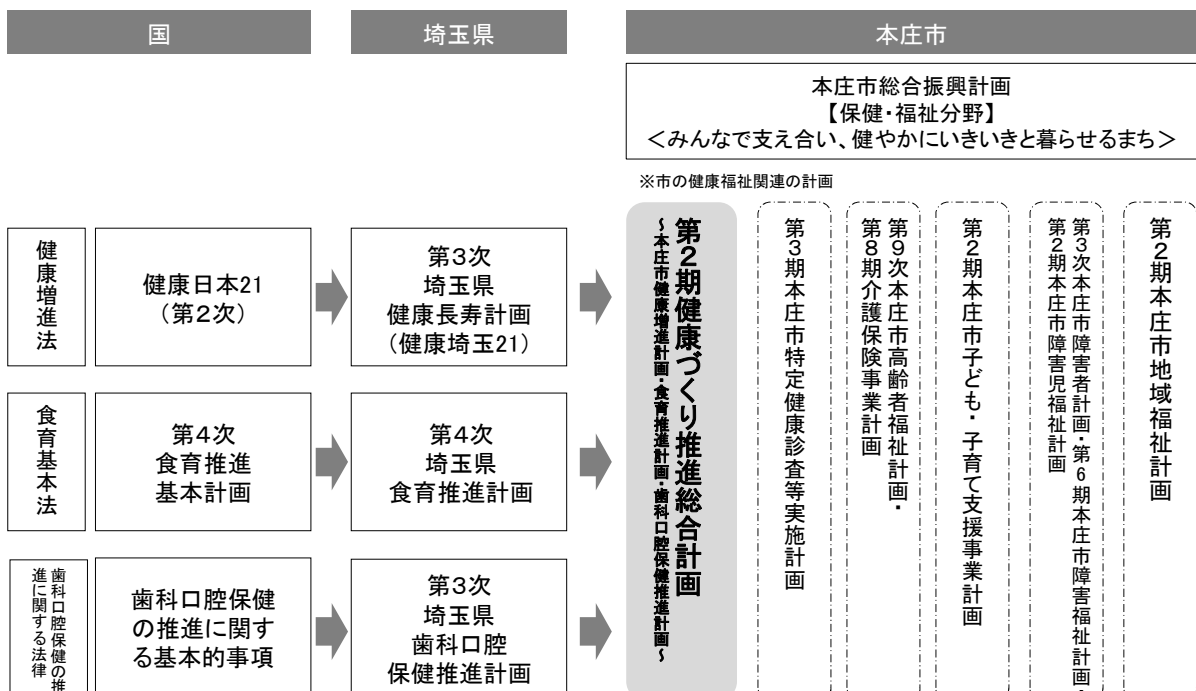 国
埼玉県
本庄市
本庄市総合振興計画
【保健・福祉分野】
＜みんなで支え合い、健やかにいきいきと暮らせるまち＞
※市の健康福祉関連の計画
健康増進法
健康日本21
（第２次）
第３次
埼玉県
健康長寿計画
（健康埼玉21）
食育基本法
第４次
食育推進
基本計画
第４次
埼玉県
食育推進計画
歯科口腔保健の推
進に関する法律
歯科口腔保健
の推進に関す
る基本的事項
第３次
埼玉県
歯科口腔
保健推進計画
第２期健康づくり推進総合計画
～本庄市健康増進計画・食育推進計画・歯科口腔保健推進計画～
第３期本庄市特定健康診査等実施計画
第９次本庄市高齢者福祉計画・
第８期介護保険事業計画
第２期本庄市子ども・子育て支援事業計画
第３次本庄市障害者計画・第６期本庄市障害福祉計画・
第２期本庄市障害児福祉計画
第２期本庄市地域福祉計画